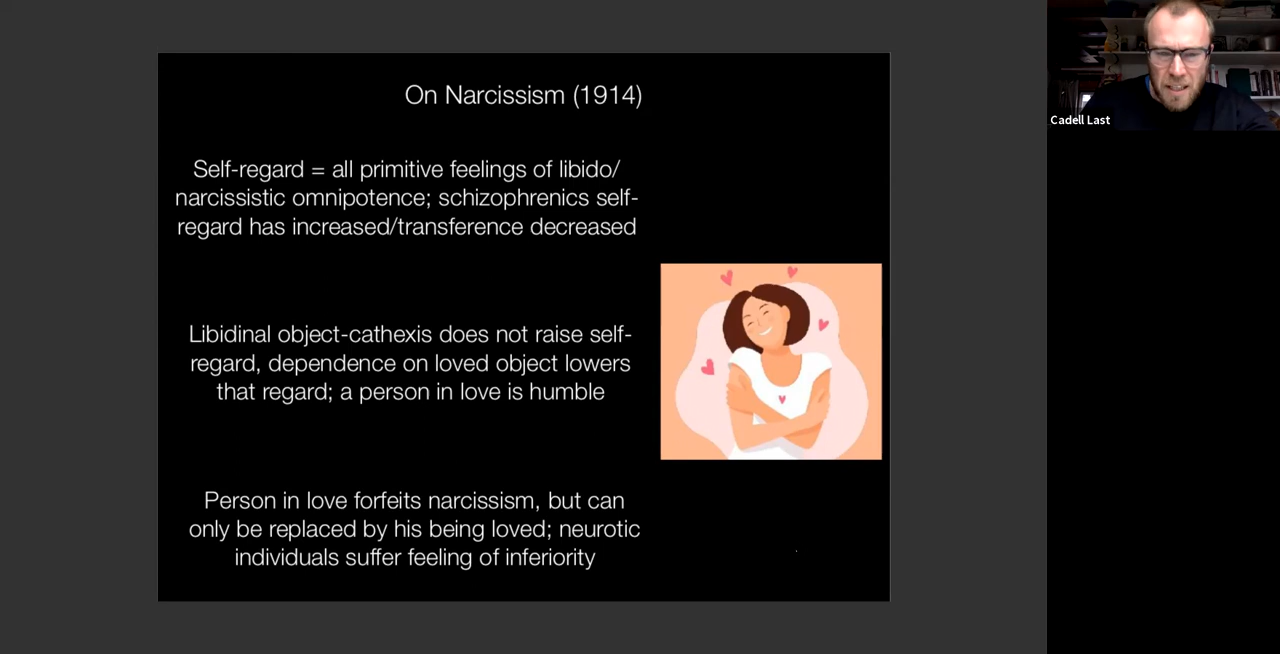 On Narcissism (1914)
Self-regard = all primitive feelings of libido/
narcissistic omnipotence; schizophrenics self-
regard has increased/transference decreased
Libidinal object-cathexis does not raise self-
regard, dependence on loved object lowers
that regard; a person in love is humble
Person in love forfeits narcissism, but can
only be replaced by his being loved; neurotic
individuals suffer feeling of inferiority
Cadell Last